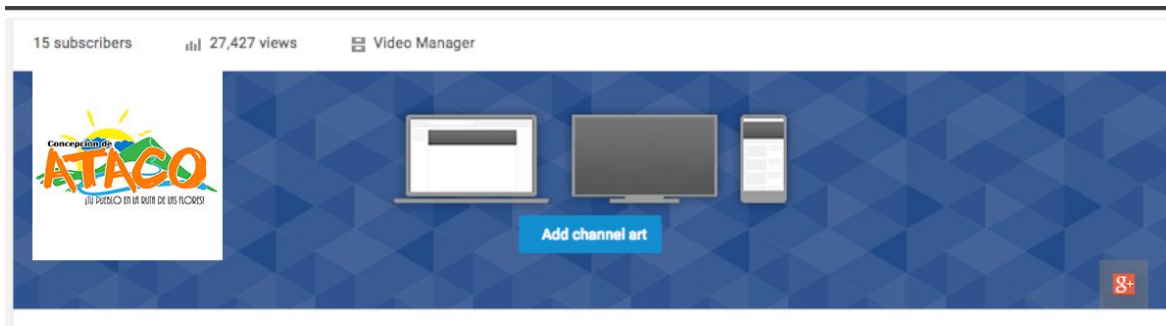 15 subscribers
27,427 views
Video Manager
Concepción de
ATACO
¡TU PUEBLO EN LA RUTA DE LAS FLORES!
Add channel art
g+